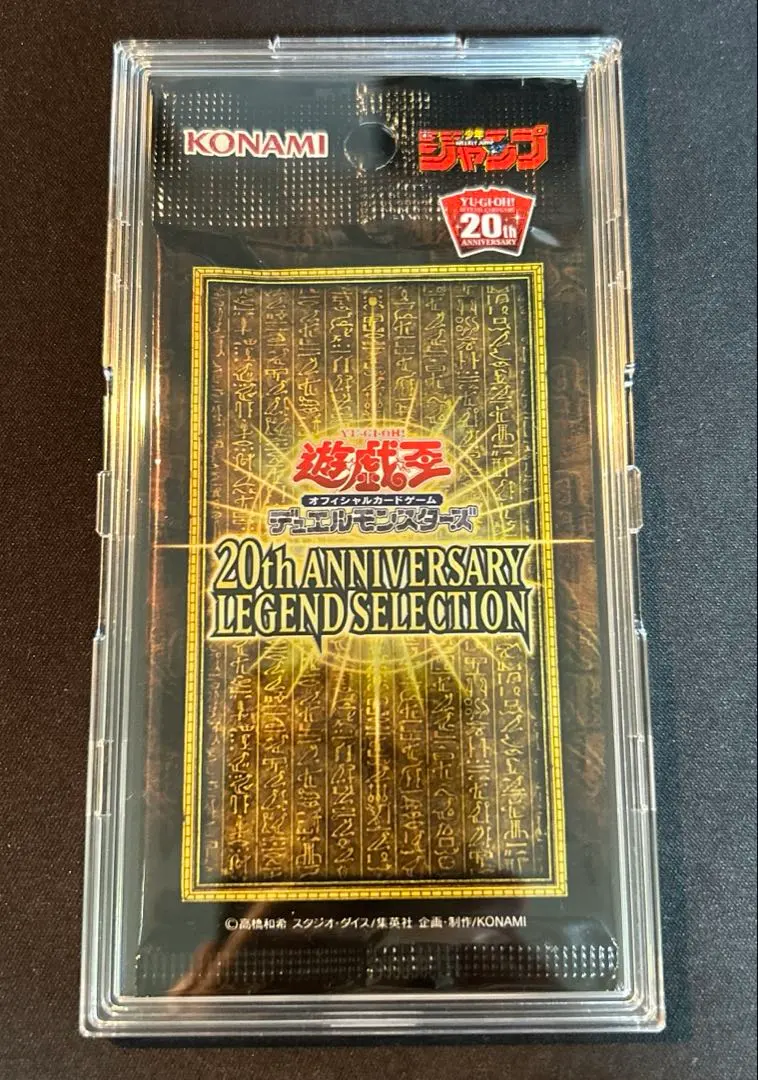 KONAMI
少年
ジャンプ
YU-GI-OH!
20th
ANNIVERSARY
YU-GI-OH!
遊戯王
オフィシャルカードゲーム
デュエルモンスターズ
20th ANNIVERSARY
LEGEND SELECTION
©高橋和希 スタジオ・ダイス/集英社 企画・制作/KONAMI